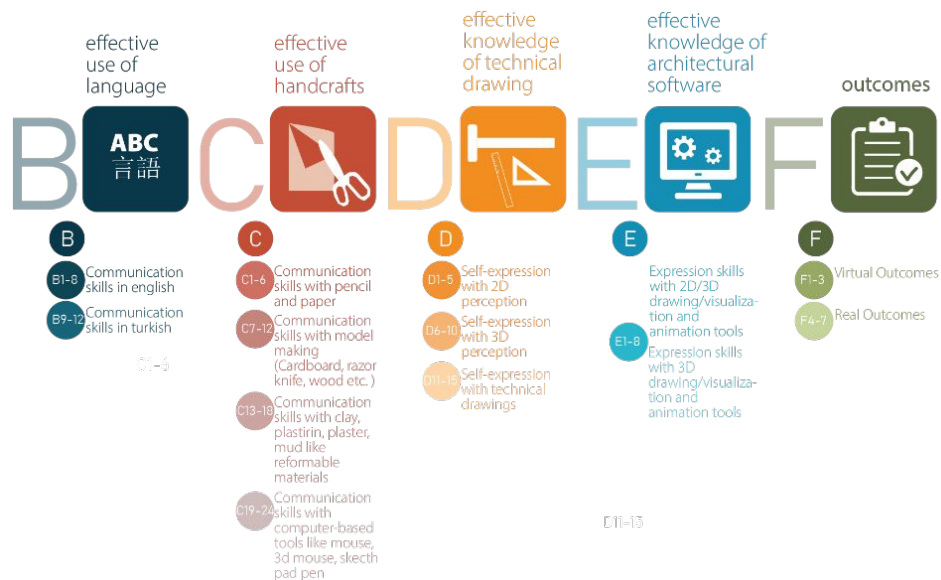 effective
use of
language
B
ABC
言語
B
B1-8
Communication
skills in english
B9-12
Communication
skills in turkish
C1-6
effective
use of
handcrafts
C
C
C1-6
Communication
skills with pencil
and paper
C7-12
Communication
skills with model
making
(Cardboard, razor
knife, wood etc. )
C13-18
Communication
skills with clay,
plastirin, plaster,
mud like
reformable
materials
C19-24
Communication
skills with
computer-based
tools like mouse,
3d mouse, skecth
pad pen
effective
knowledge
of technical
drawing
D
D
D1-5
Self-expression
with 2D
perception
D6-10
Self-expression
with 3D
perception
D11-15
Self-expression
with technical
drawings
effective
knowledge of
architectural
software
E
E
Expression skills
with 2D/3D
drawing/visualiza-
tion and
animation tools
E1-8
Expression skills
with 3D
drawing/visualiza-
tion and
animation tools
D11-15
outcomes
F
F
F1-3
Virtual Outcomes
F4-7
Real Outcomes